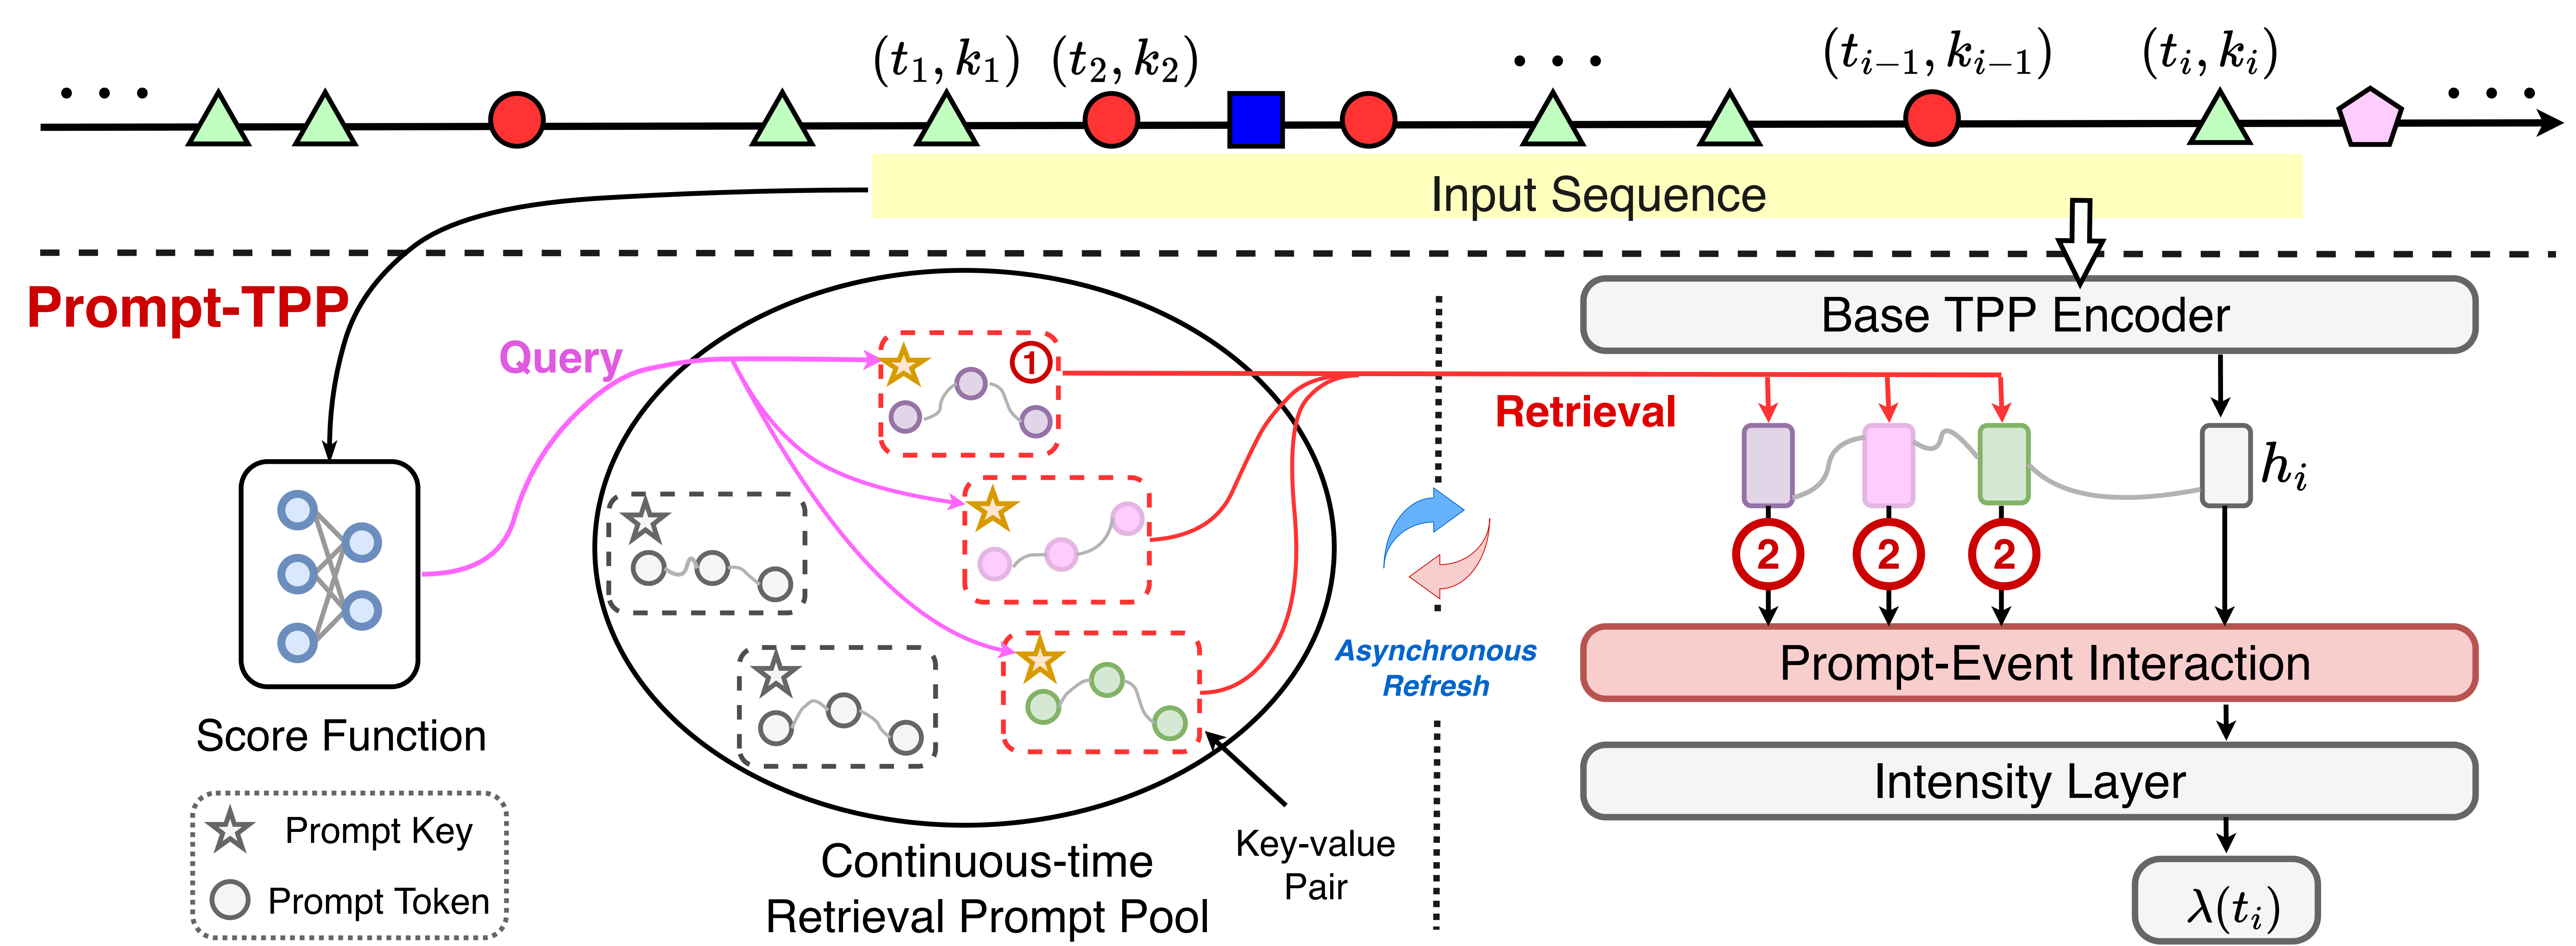 . . .
(t₁, k₁) (t₂, k₂)
. . .
(tᵢ₋₁, kᵢ₋₁)
(tᵢ, kᵢ)
. . .
Input Sequence
Prompt-TPP
Base TPP Encoder
Query
1
Retrieval
hᵢ
2 2 2
Asynchronous
Refresh
Prompt-Event Interaction
Score Function
Intensity Layer
Prompt Key
Prompt Token
Continuous-time
Retrieval Prompt Pool
Key-value
Pair
λ(tᵢ)